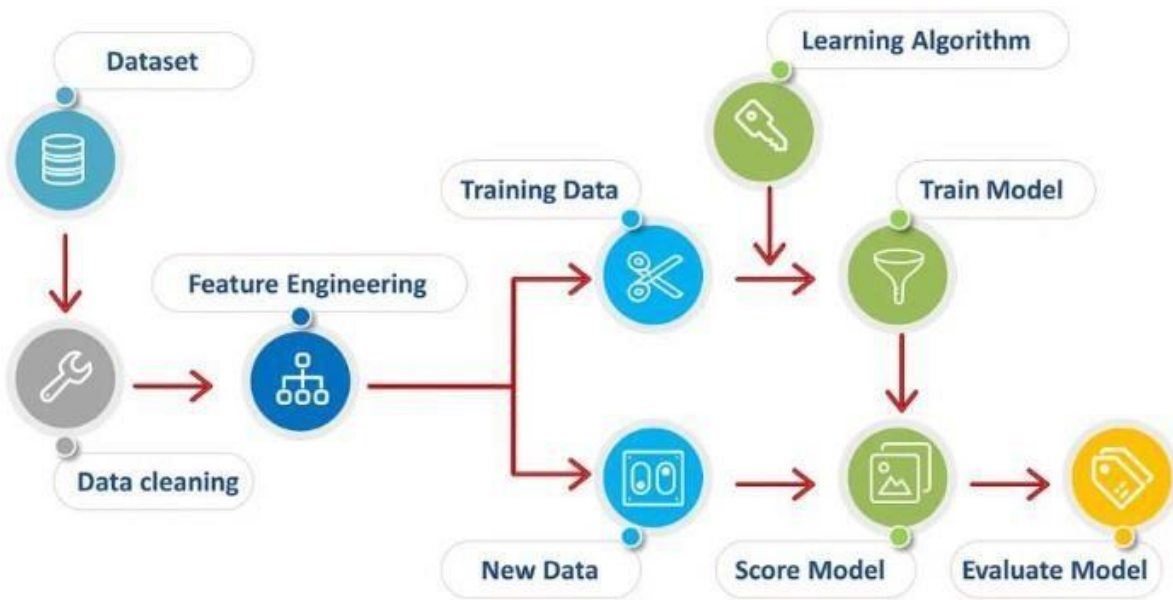 Dataset
Learning Algorithm
Training Data
Train Model
Feature Engineering
Data cleaning
New Data
Score Model
Evaluate Model